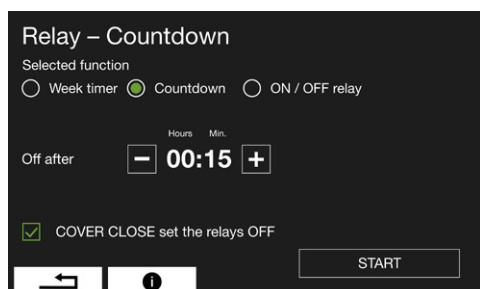 Relay – Countdown
Selected function
Week timer Countdown ON / OFF relay
Hours Min.
Off after − 00:15 +
COVER CLOSE set the relays OFF
START
i